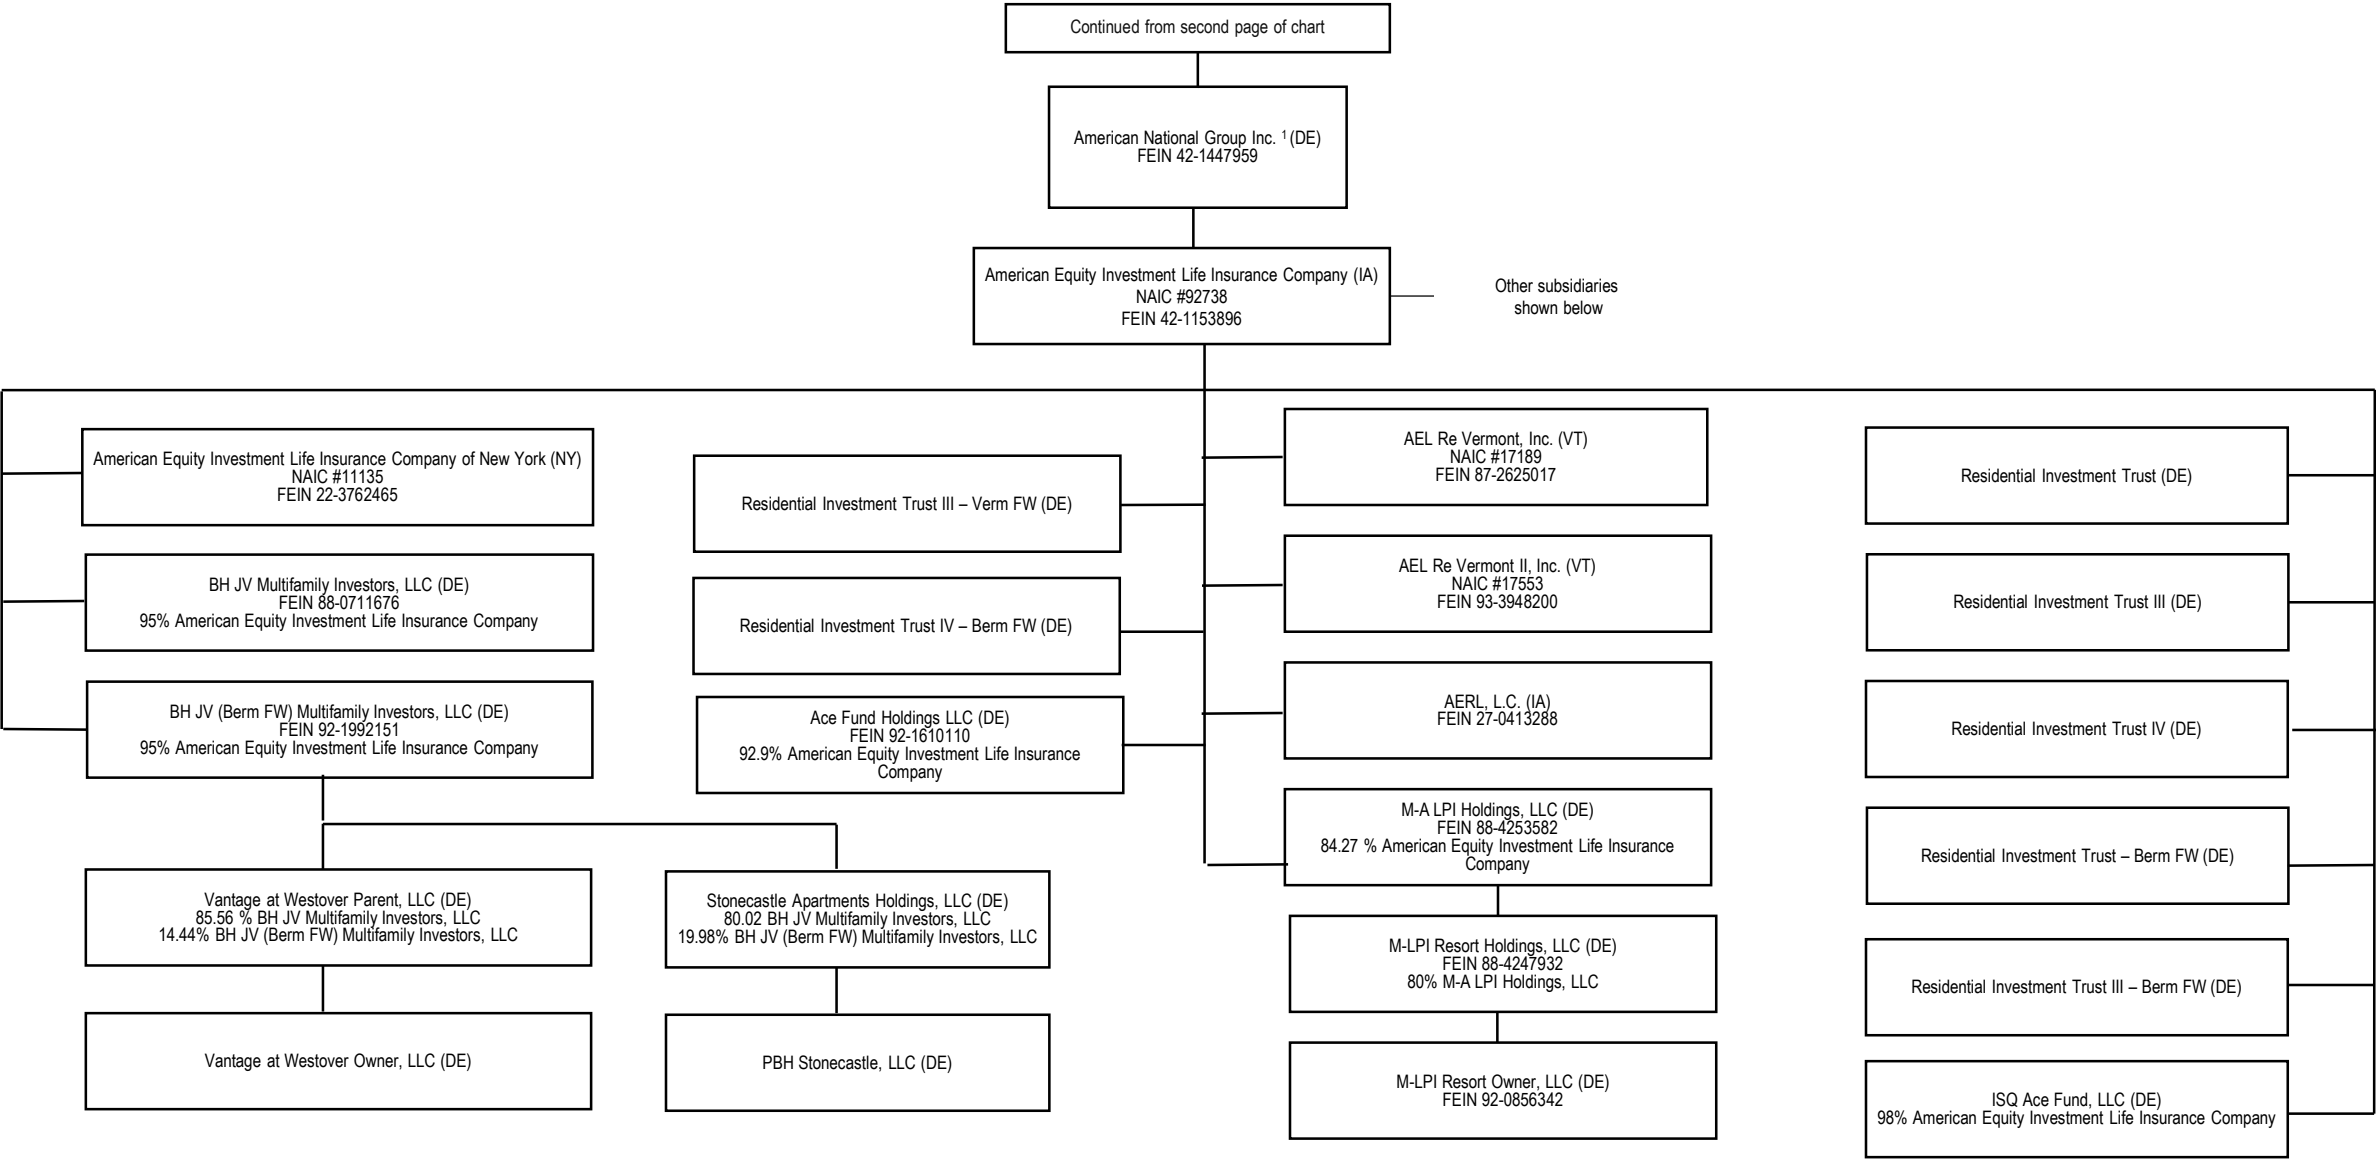 Continued from second page of chart
American National Group Inc. ¹ (DE)
FEIN 42-1447959
American Equity Investment Life Insurance Company (IA)
NAIC #92738
FEIN 42-1153896
Other subsidiaries
shown below
American Equity Investment Life Insurance Company of New York (NY)
NAIC #11135
FEIN 22-3762465
BH JV Multifamily Investors, LLC (DE)
FEIN 88-0711676
95% American Equity Investment Life Insurance Company
BH JV (Berm FW) Multifamily Investors, LLC (DE)
FEIN 92-1992151
95% American Equity Investment Life Insurance Company
Vantage at Westover Parent, LLC (DE)
85.56 % BH JV Multifamily Investors, LLC
14.44% BH JV (Berm FW) Multifamily Investors, LLC
Vantage at Westover Owner, LLC (DE)
Stonecastle Apartments Holdings, LLC (DE)
80.02 BH JV Multifamily Investors, LLC
19.98% BH JV (Berm FW) Multifamily Investors, LLC
PBH Stonecastle, LLC (DE)
Residential Investment Trust III – Verm FW (DE)
Residential Investment Trust IV – Berm FW (DE)
Ace Fund Holdings LLC (DE)
FEIN 92-1610110
92.9% American Equity Investment Life Insurance
Company
AEL Re Vermont, Inc. (VT)
NAIC #17189
FEIN 87-2625017
AEL Re Vermont II, Inc. (VT)
NAIC #17553
FEIN 93-3948200
AERL, L.C. (IA)
FEIN 27-0413288
M-A LPI Holdings, LLC (DE)
FEIN 88-4253582
84.27 % American Equity Investment Life Insurance
Company
M-LPI Resort Holdings, LLC (DE)
FEIN 88-4247932
80% M-A LPI Holdings, LLC
M-LPI Resort Owner, LLC (DE)
FEIN 92-0856342
Residential Investment Trust (DE)
Residential Investment Trust III (DE)
Residential Investment Trust IV (DE)
Residential Investment Trust – Berm FW (DE)
Residential Investment Trust III – Berm FW (DE)
ISQ Ace Fund, LLC (DE)
98% American Equity Investment Life Insurance Company